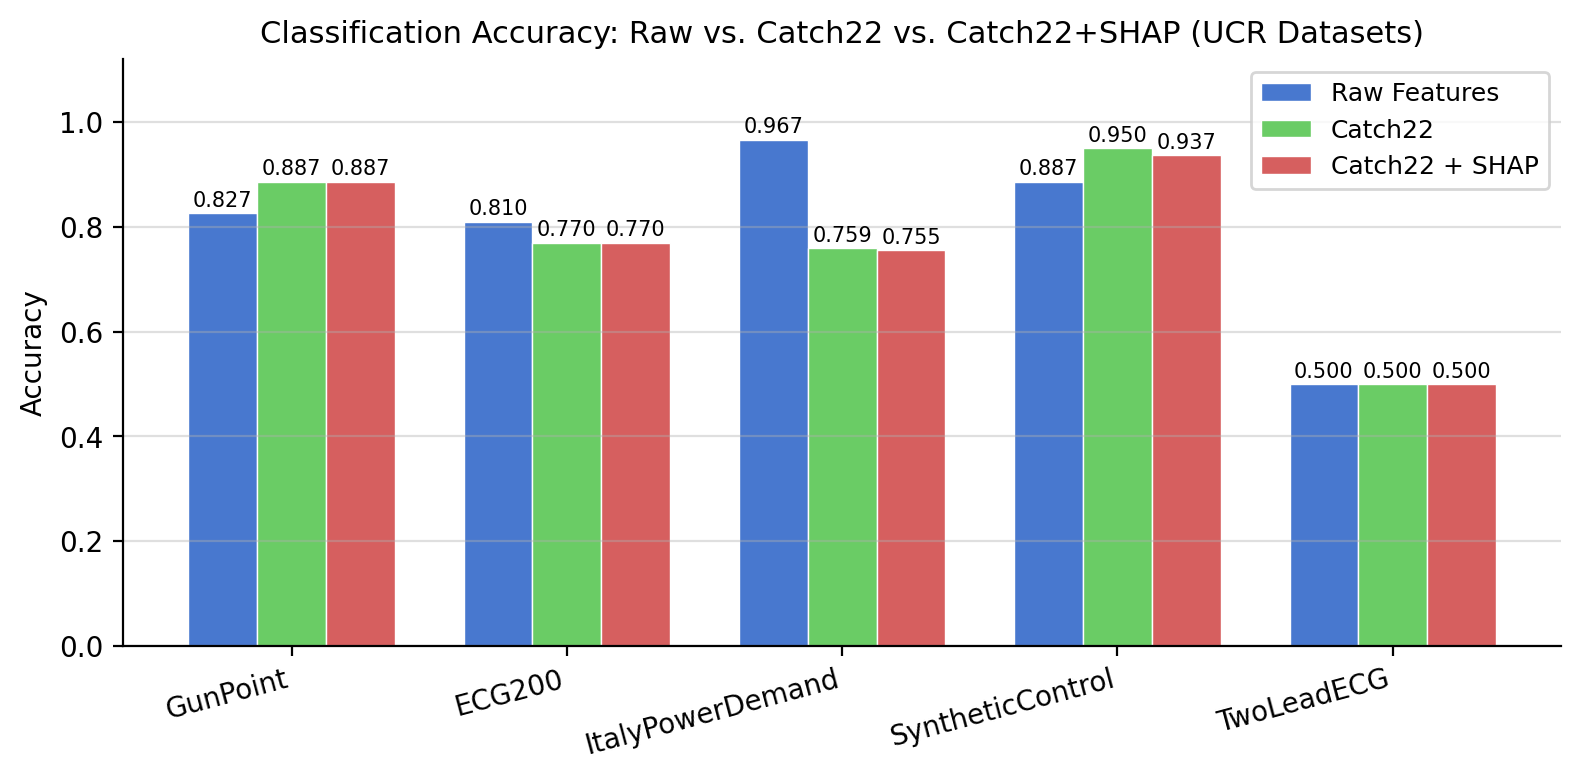 Classification Accuracy: Raw vs. Catch22 vs. Catch22+SHAP (UCR Datasets)
Raw Features
Catch22
Catch22 + SHAP
Accuracy
1.0
0.8
0.6
0.4
0.2
0.0
0.827 0.887 0.887
0.810 0.770 0.770
0.967 0.759 0.755
0.887 0.950 0.937
0.500 0.500 0.500
GunPoint
ECG200
ItalyPowerDemand
SyntheticControl
TwoLeadECG